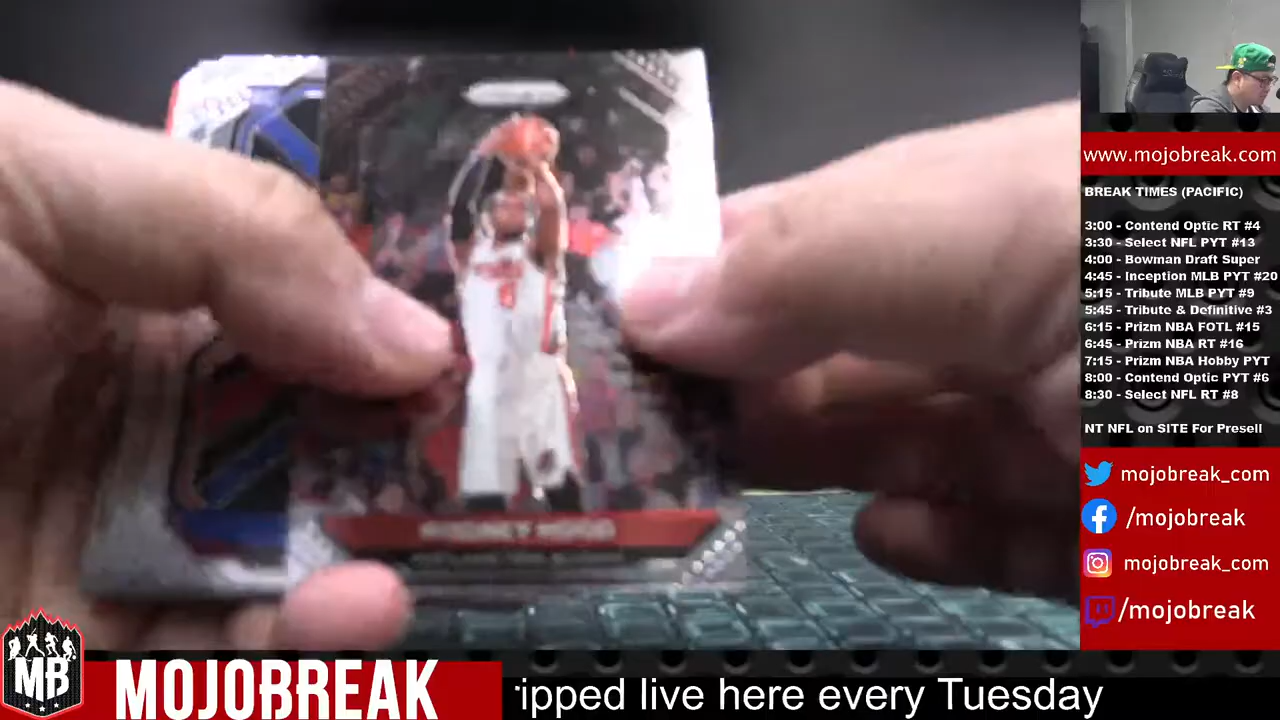 www.mojobreak.com
BREAK TIMES (PACIFIC)
3:00 - Contend Optic RT #4
3:30 - Select NFL PYT #13
4:00 - Bowman Draft Super
4:45 - Inception MLB PYT #20
5:15 - Tribute MLB PYT #9
5:45 - Tribute & Definitive #3
6:15 - Prizm NBA FOTL #15
6:45 - Prizm NBA RT #16
7:15 - Prizm NBA Hobby PYT
8:00 - Contend Optic PYT #6
8:30 - Select NFL RT #8
NT NFL on SITE For Presell
mojobreak_com
/mojobreak
mojobreak_com
/mojobreak
MB
MOJOBREAK
ripped live here every Tuesday